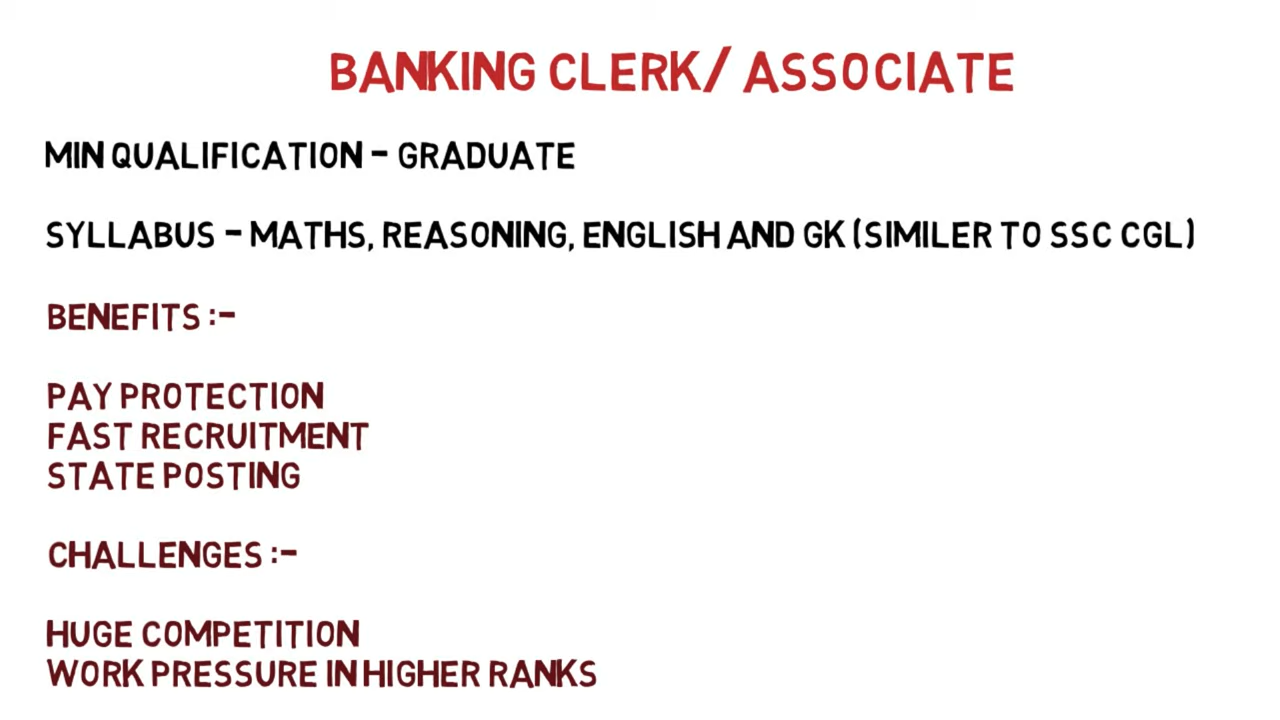 BANKING CLERK/ ASSOCIATE
MIN QUALIFICATION - GRADUATE
SYLLABUS - MATHS, REASONING, ENGLISH AND GK (SIMILER TO SSC CGL)
BENEFITS :-
PAY PROTECTION
FAST RECRUITMENT
STATE POSTING
CHALLENGES :-
HUGE COMPETITION
WORK PRESSURE IN HIGHER RANKS